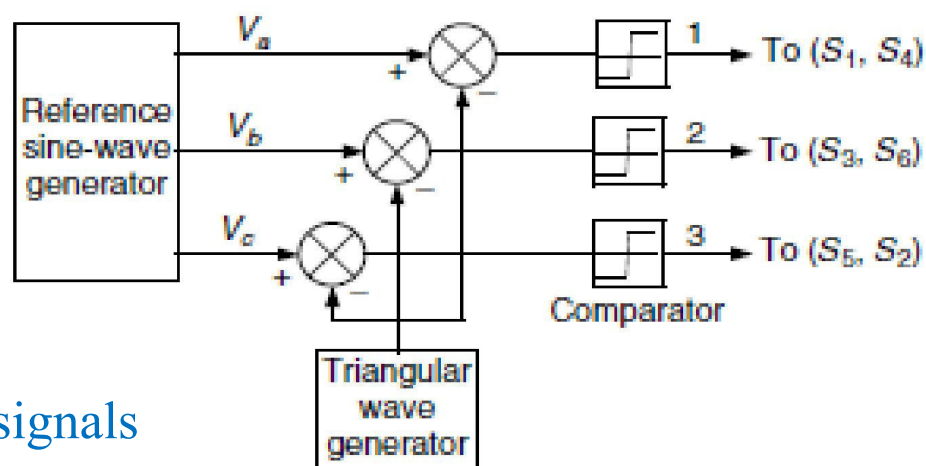 Reference
sine-wave
generator
Va
Vb
Vc
+
−
+
−
+
−
1
To (S1, S4)
2
To (S3, S6)
3
To (S5, S2)
Comparator
Triangular
wave
generator
signals